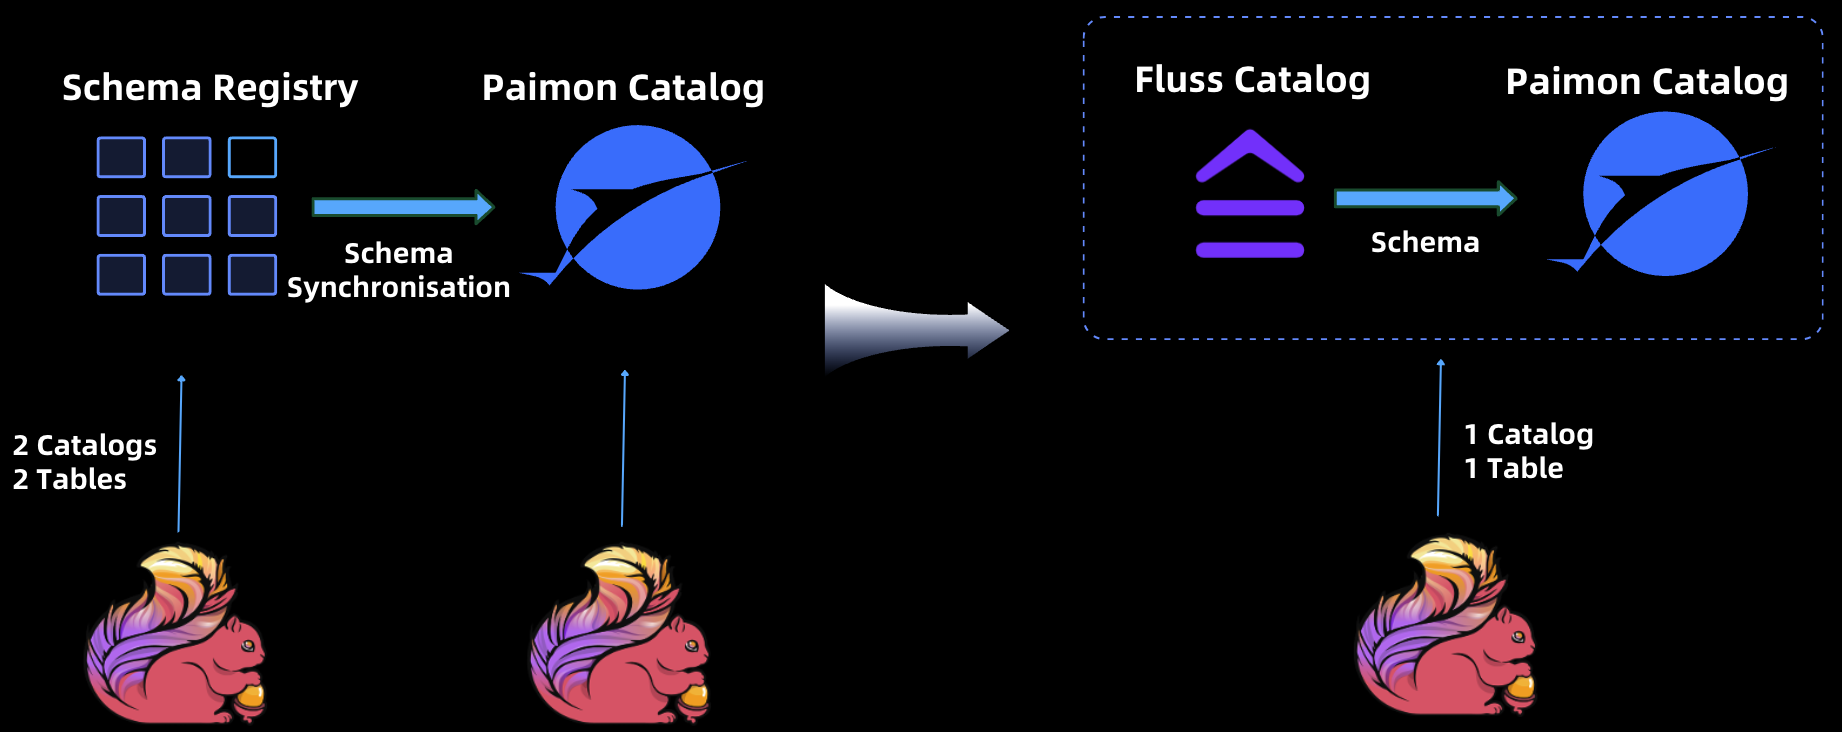 Schema Registry
Paimon Catalog
Schema
Synchronisation
2 Catalogs
2 Tables
Fluss Catalog
Paimon Catalog
Schema
1 Catalog
1 Table